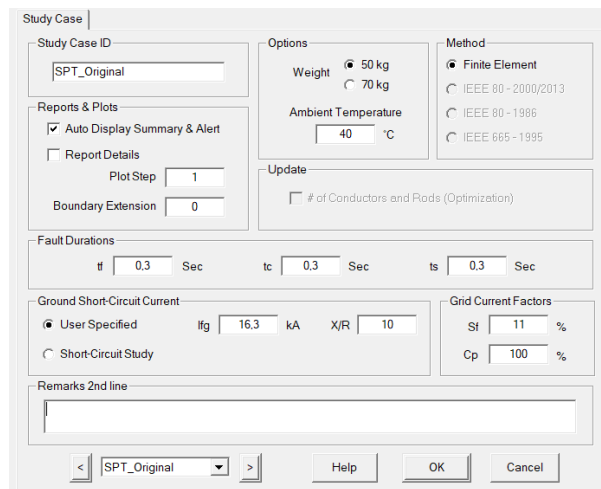 Study Case
Study Case ID
SPT_Original
Options
Weight
50 kg
70 kg
Ambient Temperature
40 °C
Method
Finite Element
IEEE 80 - 2000/2013
IEEE 80 - 1986
IEEE 665 - 1995
Reports & Plots
Auto Display Summary & Alert
Report Details
Plot Step 1
Boundary Extension 0
Update
# of Conductors and Rods (Optimization)
Fault Durations
tf 0,3 Sec tc 0,3 Sec ts 0,3 Sec
Ground Short-Circuit Current
User Specified Ifg 16,3 kA X/R 10
Short-Circuit Study
Grid Current Factors
Sf 11 %
Cp 100 %
Remarks 2nd line
< SPT_Original > Help OK Cancel